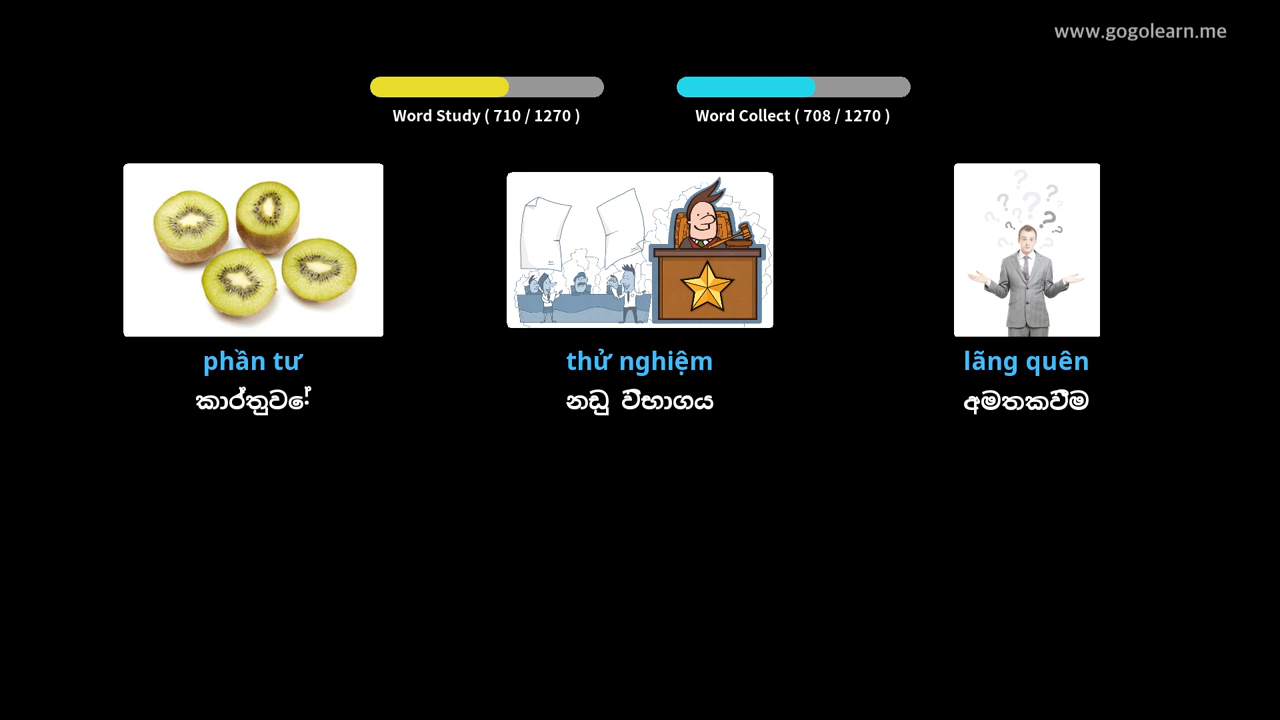 www.gogolearn.me
Word Study ( 710 / 1270 )
Word Collect ( 708 / 1270 )
phần tư
thử nghiệm
lãng quên
කාර්තුවේ
නඩු විභාගය
අමතකවීම